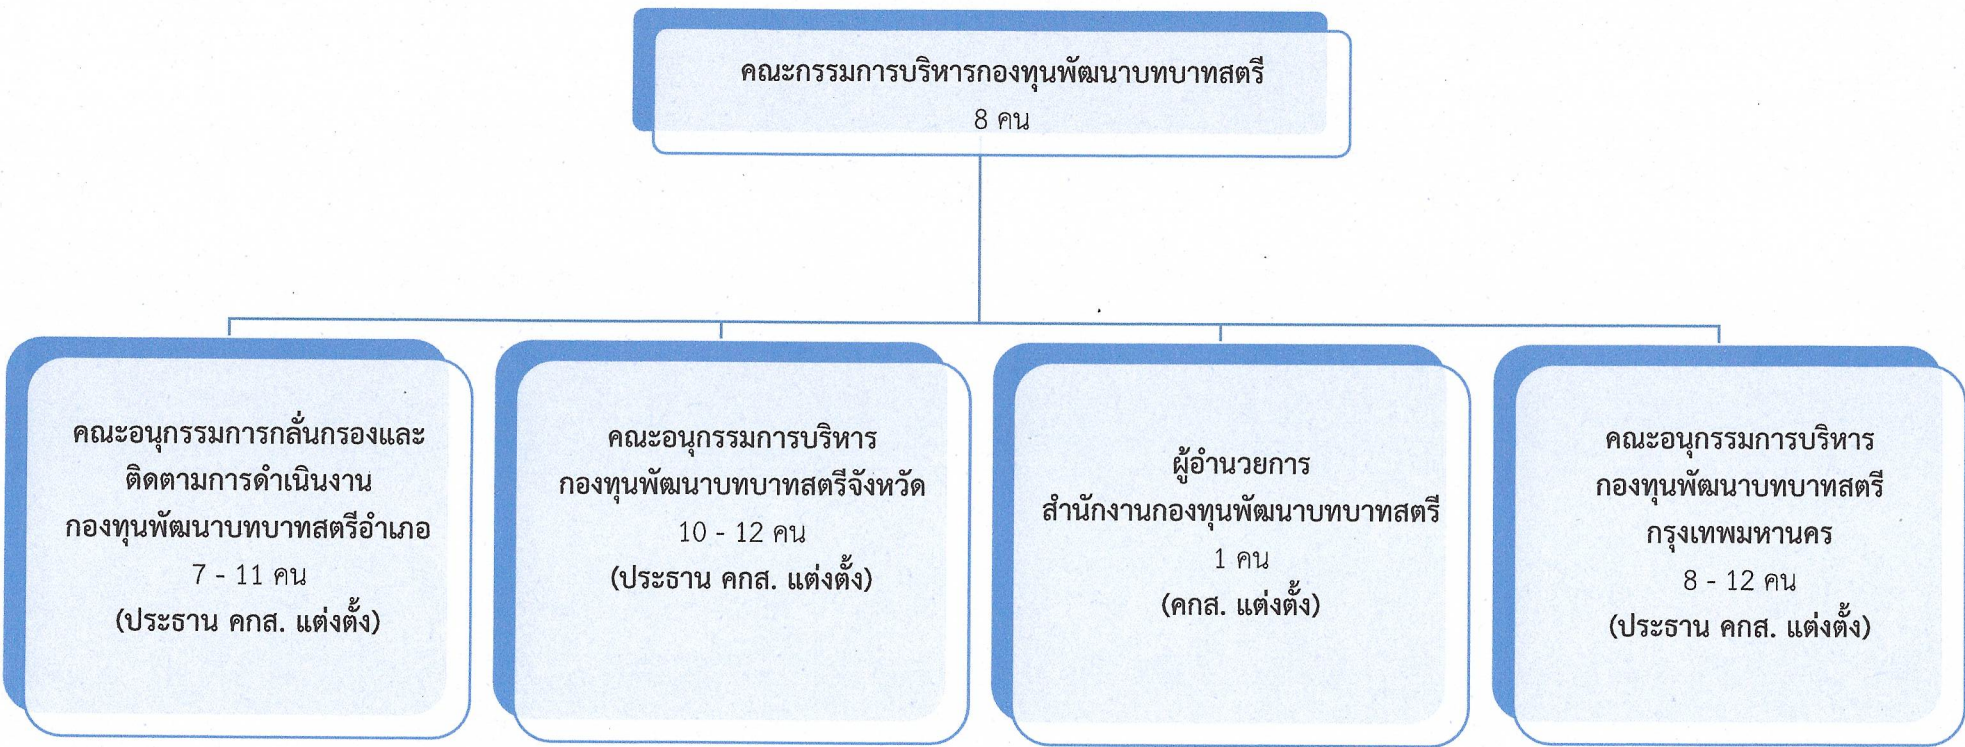 คณะกรรมการบริหารกองทุนพัฒนาบทบาทสตรี
8 คน
คณะอนุกรรมการกลั่นกรองและ
ติดตามการดำเนินงาน
กองทุนพัฒนาบทบาทสตรีอำเภอ
7 - 11 คน
(ประธาน คกส. แต่งตั้ง)
คณะอนุกรรมการบริหาร
กองทุนพัฒนาบทบาทสตรีจังหวัด
10 - 12 คน
(ประธาน คกส. แต่งตั้ง)
ผู้อำนวยการ
สำนักงานกองทุนพัฒนาบทบาทสตรี
1 คน
(คกส. แต่งตั้ง)
คณะอนุกรรมการบริหาร
กองทุนพัฒนาบทบาทสตรี
กรุงเทพมหานคร
8 - 12 คน
(ประธาน คกส. แต่งตั้ง)